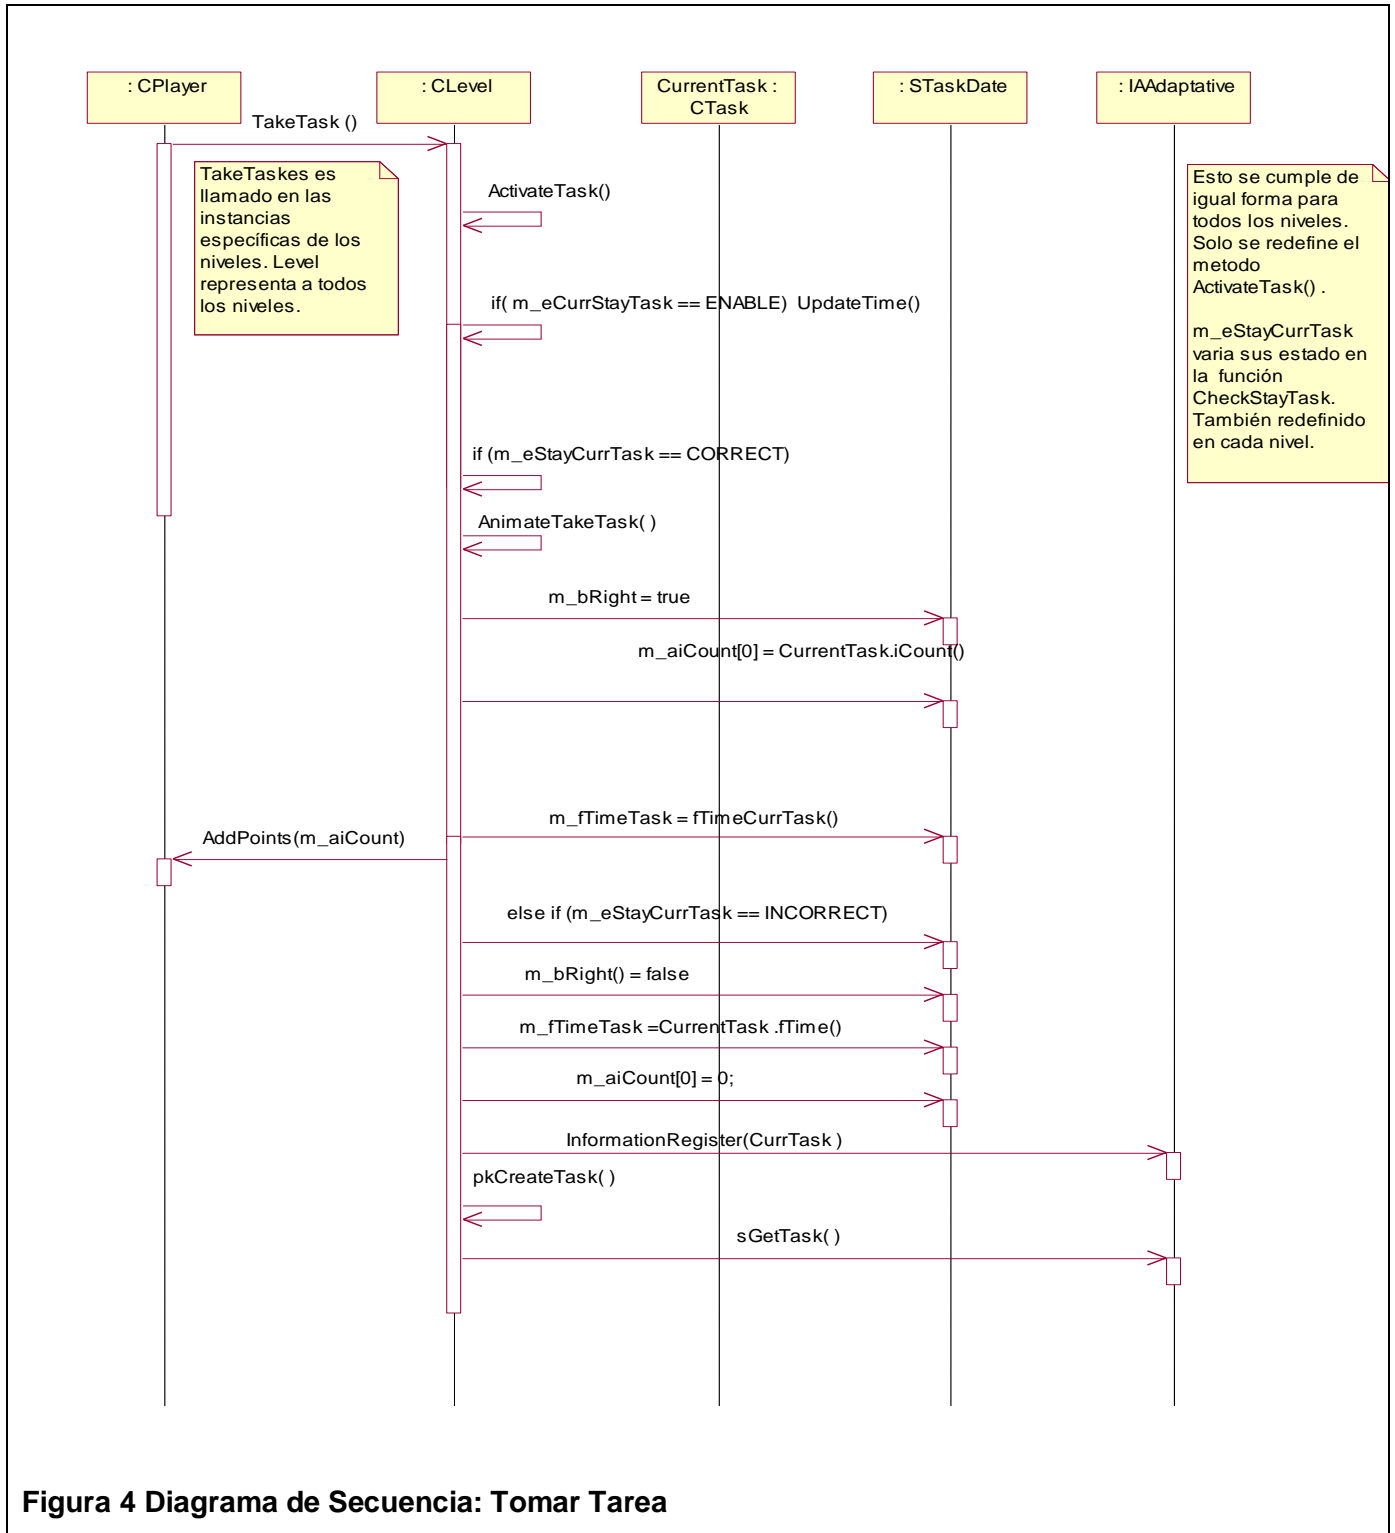 : CPlayer
: CLevel
CurrentTask :
CTask
: STaskDate
: IAAdaptative
TakeTask ()
TakeTaskes es
llamado en las
instancias
específicas de los
niveles. Level
representa a todos
los niveles.
Esto se cumple de
igual forma para
todos los niveles.
Solo se redefine el
metodo
ActivateTask() .
m_eStayCurrTask
varia sus estado en
la función
CheckStayTask.
También redefinido
en cada nivel.
ActivateTask()
if( m_eCurrStayTask == ENABLE) UpdateTime()
if (m_eStayCurrTask == CORRECT)
AnimateTakeTask( )
m_bRight = true
m_aiCount[0] = CurrentTask.iCount()
m_fTimeTask = fTimeCurrTask()
AddPoints(m_aiCount)
else if (m_eStayCurrTask == INCORRECT)
m_bRight() = false
m_fTimeTask =CurrentTask .fTime()
m_aiCount[0] = 0;
InformationRegister(CurrTask )
pkCreateTask( )
sGetTask( )
Figura 4 Diagrama de Secuencia: Tomar Tarea